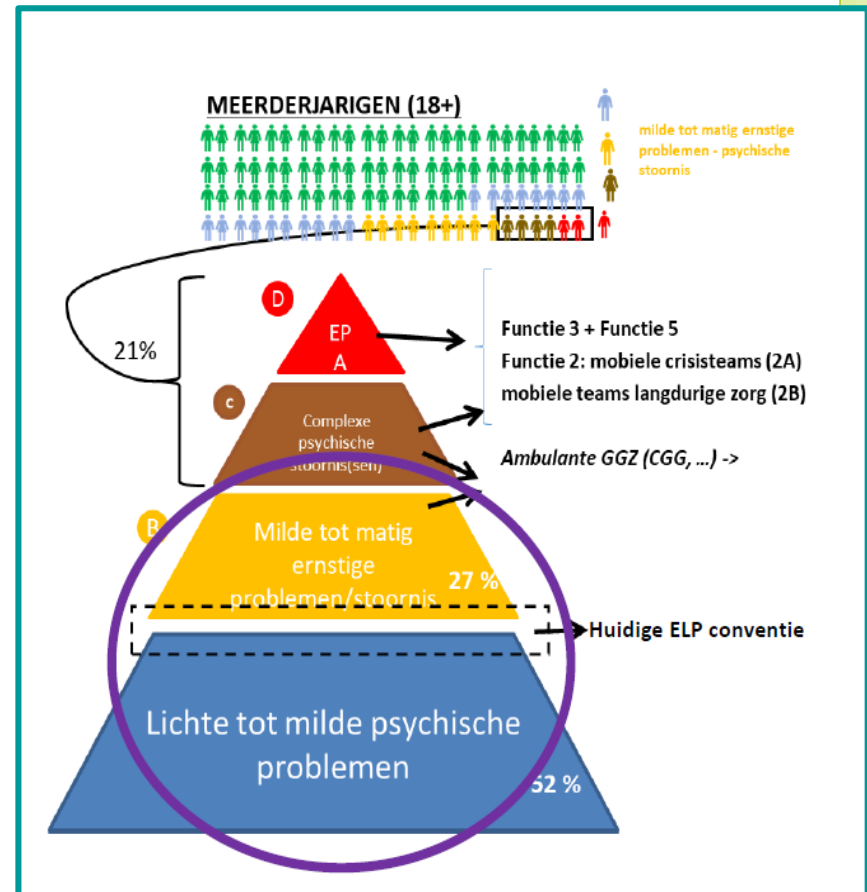 MEERDERJARIGEN (18+)
milde tot matig ernstige
problemen - psychische
stoornis
D
21%
EP
A
Functie 3 + Functie 5
Functie 2: mobiele crisisteams (2A)
mobiele teams langdurige zorg (2B)
c
Complexe
psychische
stoornis(sen)
Ambulante GGZ (CGG, ...) ->
B
Milde tot matig
ernstige
problemen/stoornis
27 %
Huidige ELP conventie
Lichte tot milde psychische
problemen
52 %